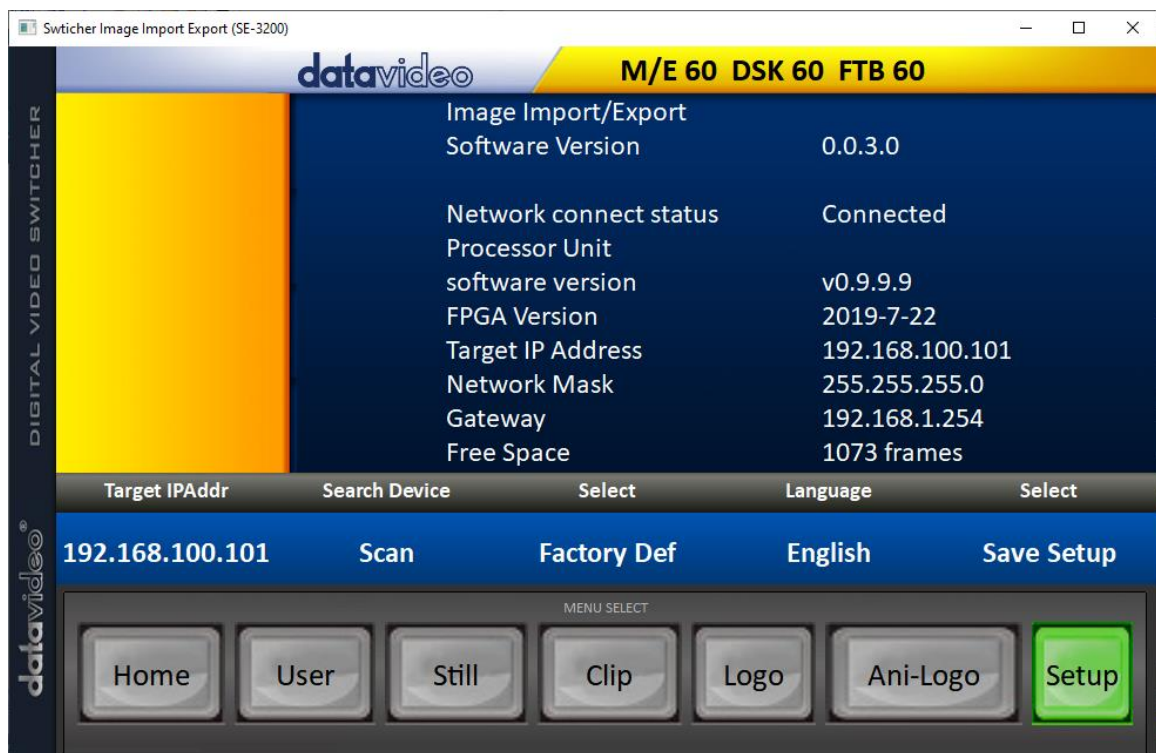 Swticher Image Import Export (SE-3200)
datavideo
M/E 60 DSK 60 FTB 60
Image Import/Export
Software Version 0.0.3.0
Network connect status Connected
Processor Unit
software version v0.9.9.9
FPGA Version 2019-7-22
Target IP Address 192.168.100.101
Network Mask 255.255.255.0
Gateway 192.168.1.254
Free Space 1073 frames
Target IPAddr Search Device Select Language Select
192.168.100.101 Scan Factory Def English Save Setup
MENU SELECT
Home User Still Clip Logo Ani-Logo Setup
DIGITAL VIDEO SWITCHER
datavideo®